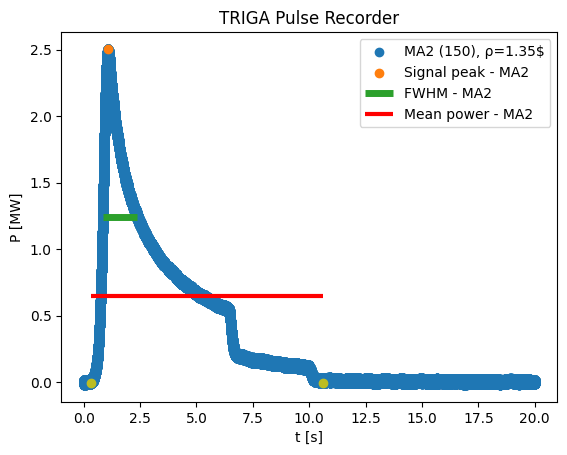 TRIGA Pulse Recorder
MA2 (150), ρ=1.35$
Signal peak - MA2
FWHM - MA2
Mean power - MA2
P [MW]
2.5
2.0
1.5
1.0
0.5
0.0
0.0 2.5 5.0 7.5 10.0 12.5 15.0 17.5 20.0
t [s]